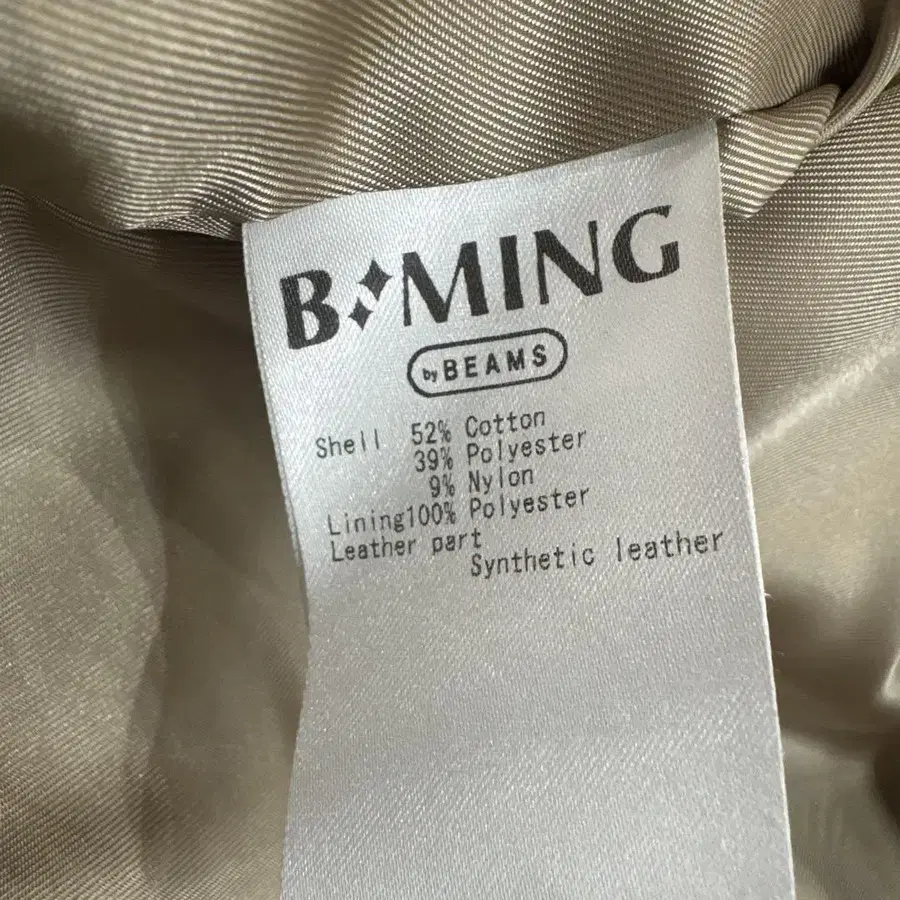 B:MING
by BEAMS
Shell 52% Cotton
39% Polyester
9% Nylon
Lining100% Polyester
Leather part
Synthetic leather